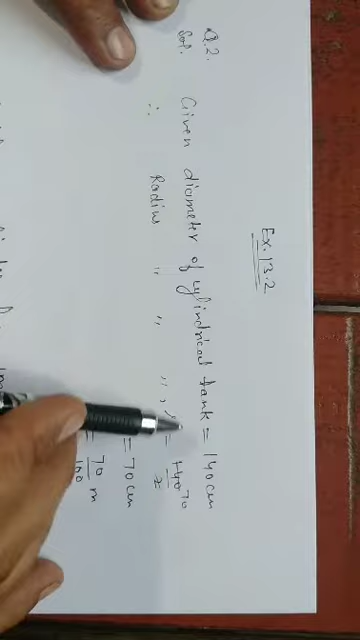 Ex. 13.2
Q.2.
Sol. Given diameter of cylindrical tank = 140 cm
∴ Radius " " ", r = 140 70 / 2
= 70 cm
= 70/100 m